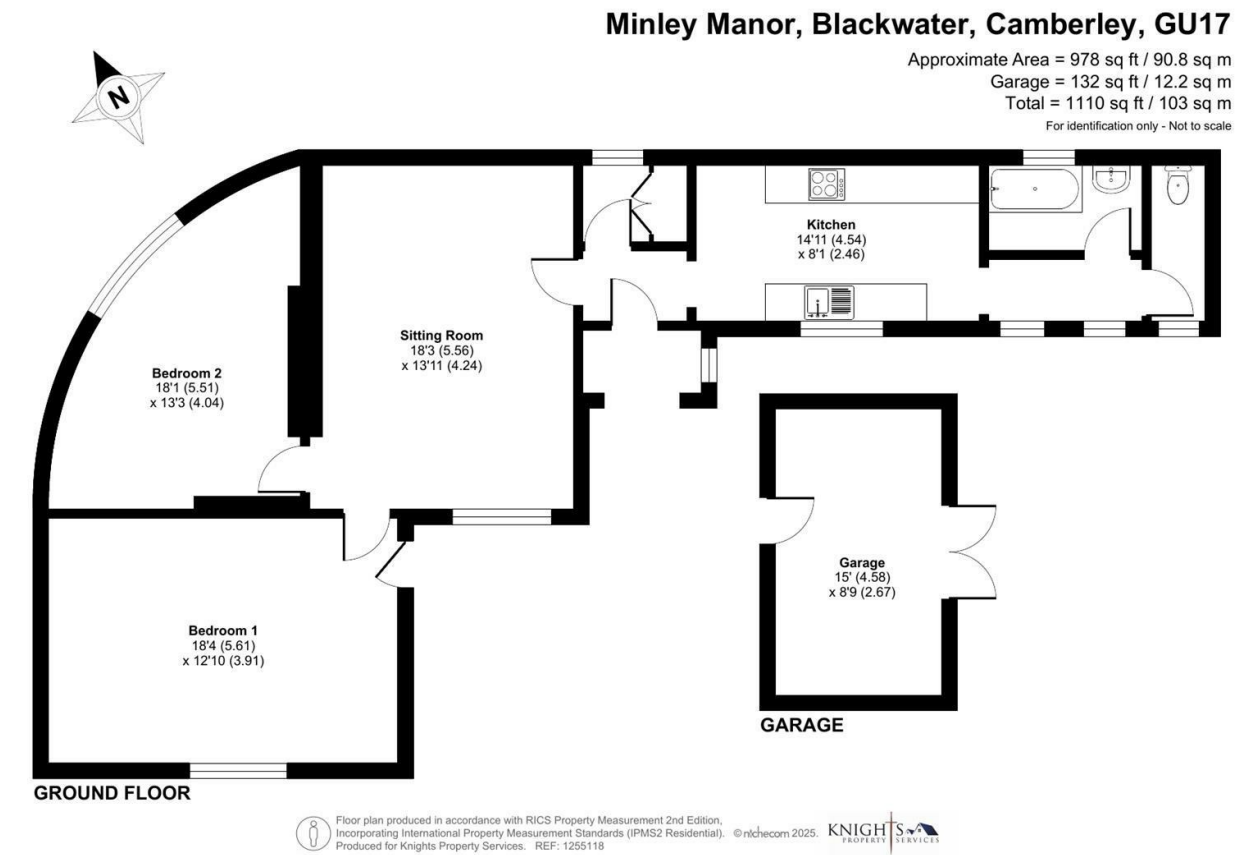 Minley Manor, Blackwater, Camberley, GU17
Approximate Area = 978 sq ft / 90.8 sq m
Garage = 132 sq ft / 12.2 sq m
Total = 1110 sq ft / 103 sq m
For identification only - Not to scale
N
Kitchen
14'11 (4.54)
x 8'1 (2.46)
Sitting Room
18'3 (5.56)
x 13'11 (4.24)
Bedroom 2
18'1 (5.51)
x 13'3 (4.04)
Garage
15' (4.58)
x 8'9 (2.67)
Bedroom 1
18'4 (5.61)
x 12'10 (3.91)
GARAGE
GROUND FLOOR
Floor plan produced in accordance with RICS Property Measurement 2nd Edition,
Incorporating International Property Measurement Standards (IPMS2 Residential). © nichecom 2025.
Produced for Knights Property Services. REF: 1255118
KNIGHTS
PROPERTY SERVICES